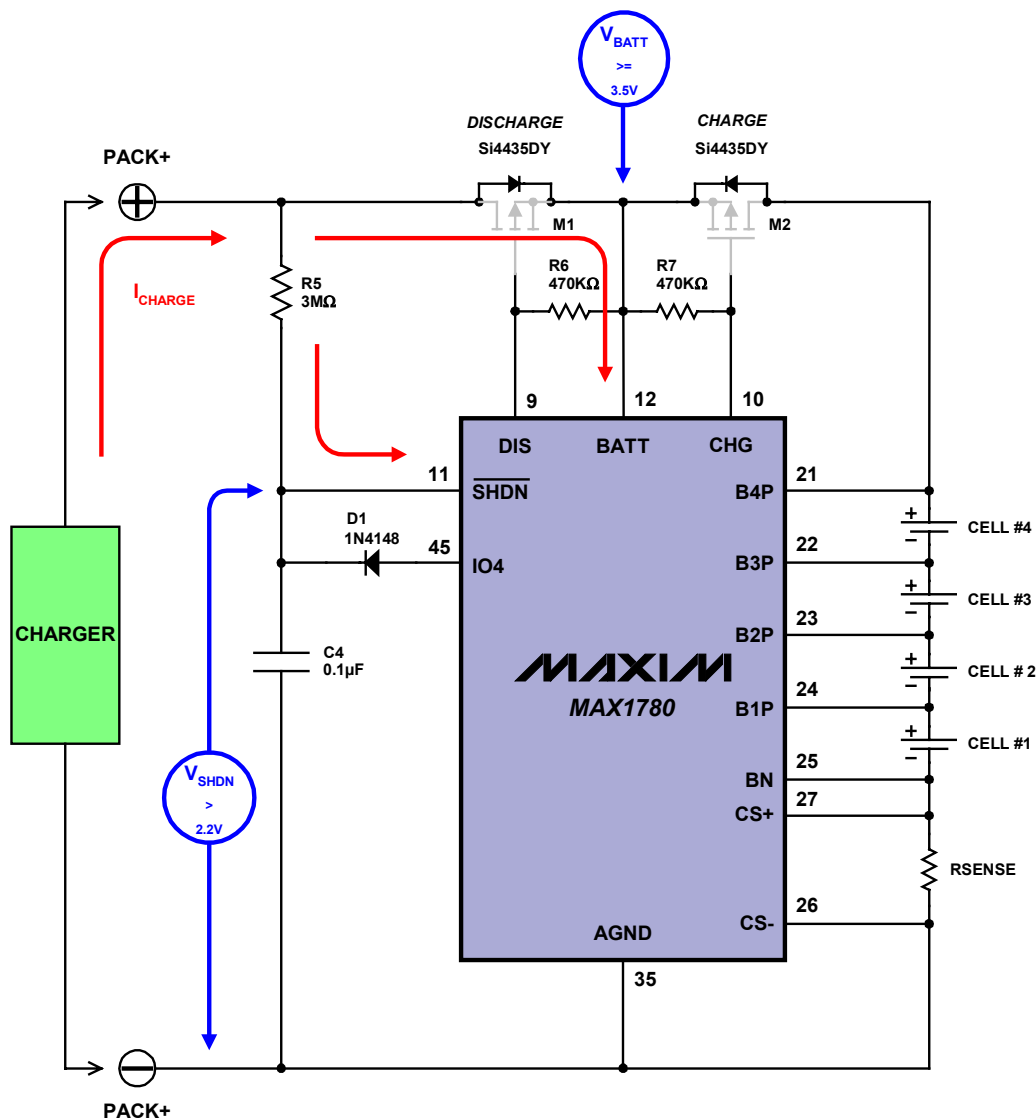 V_BATT
>=
3.5V
DISCHARGE
Si4435DY
CHARGE
Si4435DY
PACK+
M1
M2
I_CHARGE
R5
3MΩ
R6
470KΩ
R7
470KΩ
9
12
10
DIS
BATT
CHG
11
SHDN
B4P
21
CELL #4
D1
1N4148
45
IO4
B3P
22
CELL #3
CHARGER
C4
0.1µF
B2P
23
CELL # 2
MAXIM
MAX1780
B1P
24
CELL #1
BN
25
CS+
27
V_SHDN
>
2.2V
RSENSE
CS-
26
AGND
35
PACK+